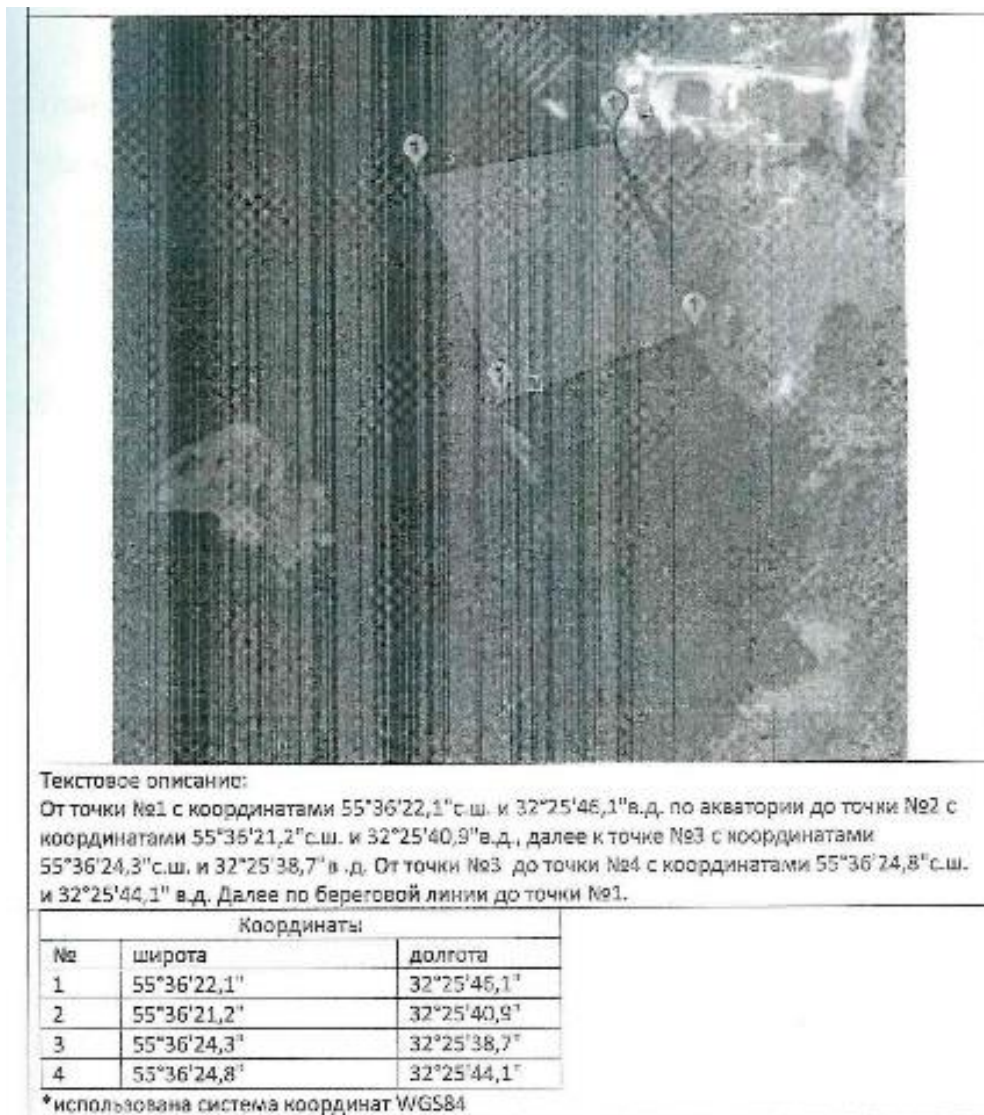 Текстовое описание:
От точки №1 с координатами 55°36'22,1"с.ш. и 32°25'46,1"в.д. по акватории до точки №2 с
координатами 55°36'21,2"с.ш. и 32°25'40,9"в.д., далее к точке №3 с координатами
55°36'24,3"с.ш. и 32°25'38,7" в .д. От точки №3 до точки №4 с координатами 55°36'24,8"с.ш.
и 32°25'44,1" в.д. Далее по береговой линии до точки №1.
Координаты
№ широта долгота
1 55°36'22,1" 32°25'46,1"
2 55°36'21,2" 32°25'40,9"
3 55°36'24,3" 32°25'38,7"
4 55°36'24,8" 32°25'44,1"
*использована система координат WGS84